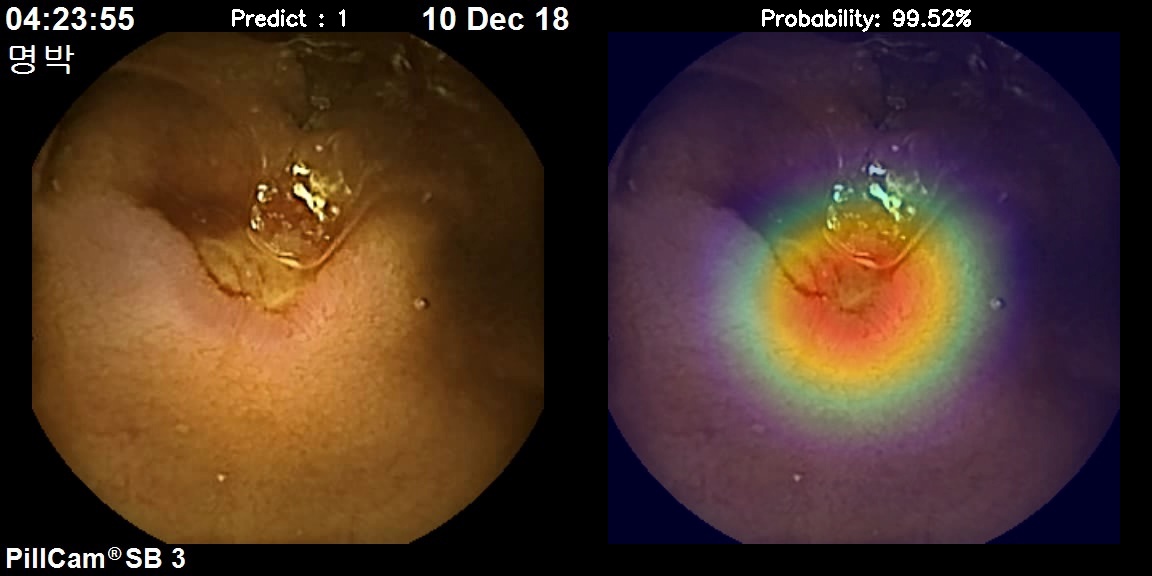 04:23:55 Predict : 1 10 Dec 18 Probability: 99.52%
명박
PillCam® SB 3